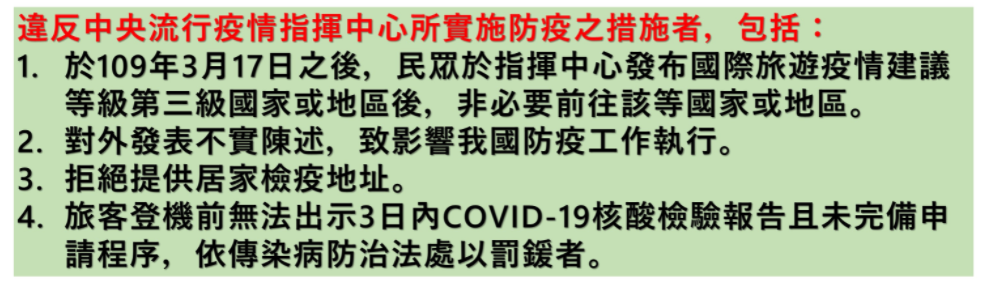 違反中央流行疫情指揮中心所實施防疫之措施者，包括：
1. 於109年3月17日之後，民眾於指揮中心發布國際旅遊疫情建議
等級第三級國家或地區後，非必要前往該等國家或地區。
2. 對外發表不實陳述，致影響我國防疫工作執行。
3. 拒絕提供居家檢疫地址。
4. 旅客登機前無法出示3日內COVID-19核酸檢驗報告且未完備申
請程序，依傳染病防治法處以罰鍰者。